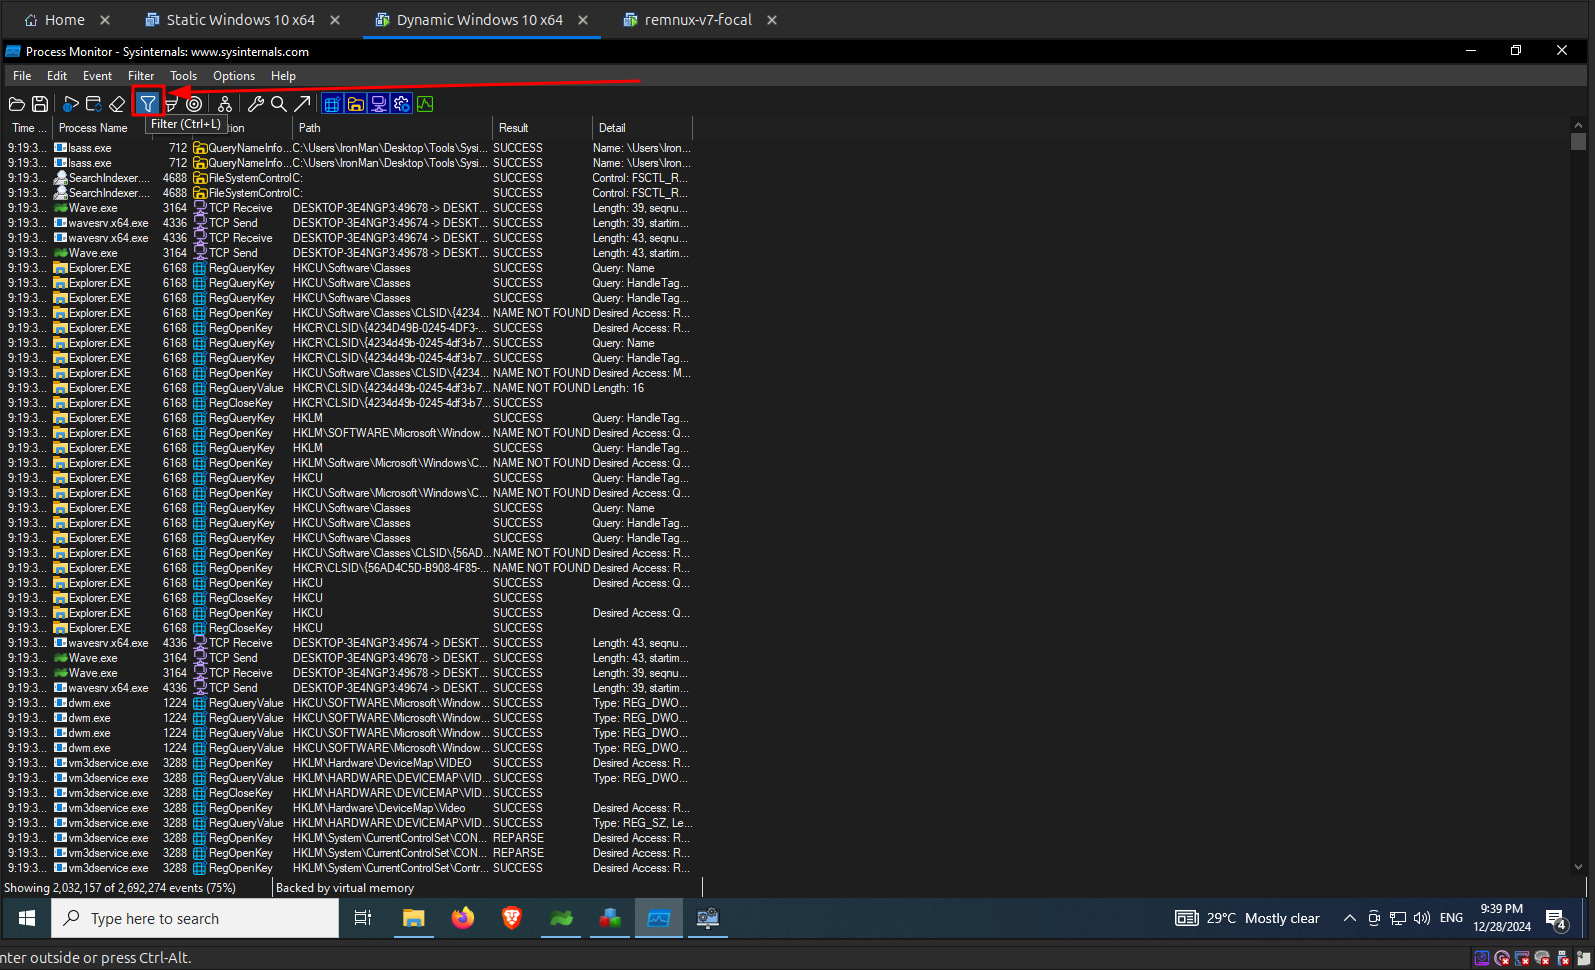 Home × Static Windows 10 x64 × Dynamic Windows 10 x64 × remnux-v7-focal ×
Process Monitor - Sysinternals: www.sysinternals.com
File Edit Event Filter Tools Options Help
Filter (Ctrl+L)
Time ... Process Name tion Path Result Detail
9:19:3... lsass.exe 712 QueryNameInfo... C:\Users\IronMan\Desktop\Tools\Sysi... SUCCESS Name: \Users\Iron...
9:19:3... lsass.exe 712 QueryNameInfo... C:\Users\IronMan\Desktop\Tools\Sysi... SUCCESS Name: \Users\Iron...
9:19:3... SearchIndexer.... 4688 FileSystemControl C: SUCCESS Control: FSCTL_R...
9:19:3... SearchIndexer.... 4688 FileSystemControl C: SUCCESS Control: FSCTL_R...
9:19:3... Wave.exe 3164 TCP Receive DESKTOP-3E4NGP3:49678 -> DESKT... SUCCESS Length: 39, seqnu...
9:19:3... wavesrv.x64.exe 4336 TCP Send DESKTOP-3E4NGP3:49674 -> DESKT... SUCCESS Length: 39, startim...
9:19:3... wavesrv.x64.exe 4336 TCP Receive DESKTOP-3E4NGP3:49674 -> DESKT... SUCCESS Length: 43, seqnu...
9:19:3... Wave.exe 3164 TCP Send DESKTOP-3E4NGP3:49678 -> DESKT... SUCCESS Length: 43, startim...
9:19:3... Explorer.EXE 6168 RegQueryKey HKCU\Software\Classes SUCCESS Query: Name
9:19:3... Explorer.EXE 6168 RegQueryKey HKCU\Software\Classes SUCCESS Query: HandleTag...
9:19:3... Explorer.EXE 6168 RegQueryKey HKCU\Software\Classes SUCCESS Query: HandleTag...
9:19:3... Explorer.EXE 6168 RegOpenKey HKCU\Software\Classes\CLSID\{4234... NAME NOT FOUND Desired Access: R...
9:19:3... Explorer.EXE 6168 RegOpenKey HKCR\CLSID\{4234D49B-0245-4DF3-... SUCCESS Desired Access: R...
9:19:3... Explorer.EXE 6168 RegQueryKey HKCR\CLSID\{4234d49b-0245-4df3-b7... SUCCESS Query: Name
9:19:3... Explorer.EXE 6168 RegQueryKey HKCR\CLSID\{4234d49b-0245-4df3-b7... SUCCESS Query: HandleTag...
9:19:3... Explorer.EXE 6168 RegOpenKey HKCU\Software\Classes\CLSID\{4234... NAME NOT FOUND Desired Access: M...
9:19:3... Explorer.EXE 6168 RegQueryValue HKCR\CLSID\{4234d49b-0245-4df3-b7... NAME NOT FOUND Length: 16
9:19:3... Explorer.EXE 6168 RegCloseKey HKCR\CLSID\{4234d49b-0245-4df3-b7... SUCCESS
9:19:3... Explorer.EXE 6168 RegQueryKey HKLM SUCCESS Query: HandleTag...
9:19:3... Explorer.EXE 6168 RegOpenKey HKLM\SOFTWARE\Microsoft\Window... NAME NOT FOUND Desired Access: Q...
9:19:3... Explorer.EXE 6168 RegQueryKey HKLM SUCCESS Query: HandleTag...
9:19:3... Explorer.EXE 6168 RegOpenKey HKLM\Software\Microsoft\Windows\C... NAME NOT FOUND Desired Access: Q...
9:19:3... Explorer.EXE 6168 RegQueryKey HKCU SUCCESS Query: HandleTag...
9:19:3... Explorer.EXE 6168 RegOpenKey HKCU\Software\Microsoft\Windows\C... NAME NOT FOUND Desired Access: Q...
9:19:3... Explorer.EXE 6168 RegQueryKey HKCU\Software\Classes SUCCESS Query: Name
9:19:3... Explorer.EXE 6168 RegQueryKey HKCU\Software\Classes SUCCESS Query: HandleTag...
9:19:3... Explorer.EXE 6168 RegQueryKey HKCU\Software\Classes SUCCESS Query: HandleTag...
9:19:3... Explorer.EXE 6168 RegOpenKey HKCU\Software\Classes\CLSID\{56AD... NAME NOT FOUND Desired Access: R...
9:19:3... Explorer.EXE 6168 RegOpenKey HKCR\CLSID\{56AD4C5D-B908-4F85-... NAME NOT FOUND Desired Access: R...
9:19:3... Explorer.EXE 6168 RegOpenKey HKCU SUCCESS Desired Access: Q...
9:19:3... Explorer.EXE 6168 RegCloseKey HKCU SUCCESS
9:19:3... Explorer.EXE 6168 RegOpenKey HKCU SUCCESS Desired Access: Q...
9:19:3... Explorer.EXE 6168 RegCloseKey HKCU SUCCESS
9:19:3... wavesrv.x64.exe 4336 TCP Receive DESKTOP-3E4NGP3:49674 -> DESKT... SUCCESS Length: 43, seqnu...
9:19:3... Wave.exe 3164 TCP Send DESKTOP-3E4NGP3:49678 -> DESKT... SUCCESS Length: 43, startim...
9:19:3... Wave.exe 3164 TCP Receive DESKTOP-3E4NGP3:49678 -> DESKT... SUCCESS Length: 39, seqnu...
9:19:3... wavesrv.x64.exe 4336 TCP Send DESKTOP-3E4NGP3:49674 -> DESKT... SUCCESS Length: 39, startim...
9:19:3... dwm.exe 1224 RegQueryValue HKCU\SOFTWARE\Microsoft\Window... SUCCESS Type: REG_DWO...
9:19:3... dwm.exe 1224 RegQueryValue HKCU\SOFTWARE\Microsoft\Window... SUCCESS Type: REG_DWO...
9:19:3... dwm.exe 1224 RegQueryValue HKCU\SOFTWARE\Microsoft\Window... SUCCESS Type: REG_DWO...
9:19:3... dwm.exe 1224 RegQueryValue HKCU\SOFTWARE\Microsoft\Window... SUCCESS Type: REG_DWO...
9:19:3... vm3dservice.exe 3288 RegOpenKey HKLM\Hardware\DeviceMap\VIDEO SUCCESS Desired Access: R...
9:19:3... vm3dservice.exe 3288 RegQueryValue HKLM\HARDWARE\DEVICEMAP\VID... SUCCESS Type: REG_DWO...
9:19:3... vm3dservice.exe 3288 RegCloseKey HKLM\HARDWARE\DEVICEMAP\VID... SUCCESS
9:19:3... vm3dservice.exe 3288 RegOpenKey HKLM\Hardware\DeviceMap\Video SUCCESS Desired Access: R...
9:19:3... vm3dservice.exe 3288 RegQueryValue HKLM\HARDWARE\DEVICEMAP\VID... SUCCESS Type: REG_SZ, Le...
9:19:3... vm3dservice.exe 3288 RegOpenKey HKLM\System\CurrentControlSet\CON... REPARSE Desired Access: R...
9:19:3... vm3dservice.exe 3288 RegOpenKey HKLM\System\CurrentControlSet\CON... REPARSE Desired Access: R...
9:19:3... vm3dservice.exe 3288 RegOpenKey HKLM\System\CurrentControlSet\Contr... SUCCESS Desired Access: R...
Showing 2,032,157 of 2,692,274 events (75%) Backed by virtual memory
Type here to search 29°C Mostly clear ENG 9:39 PM
12/28/2024 4
nter outside or press Ctrl-Alt.